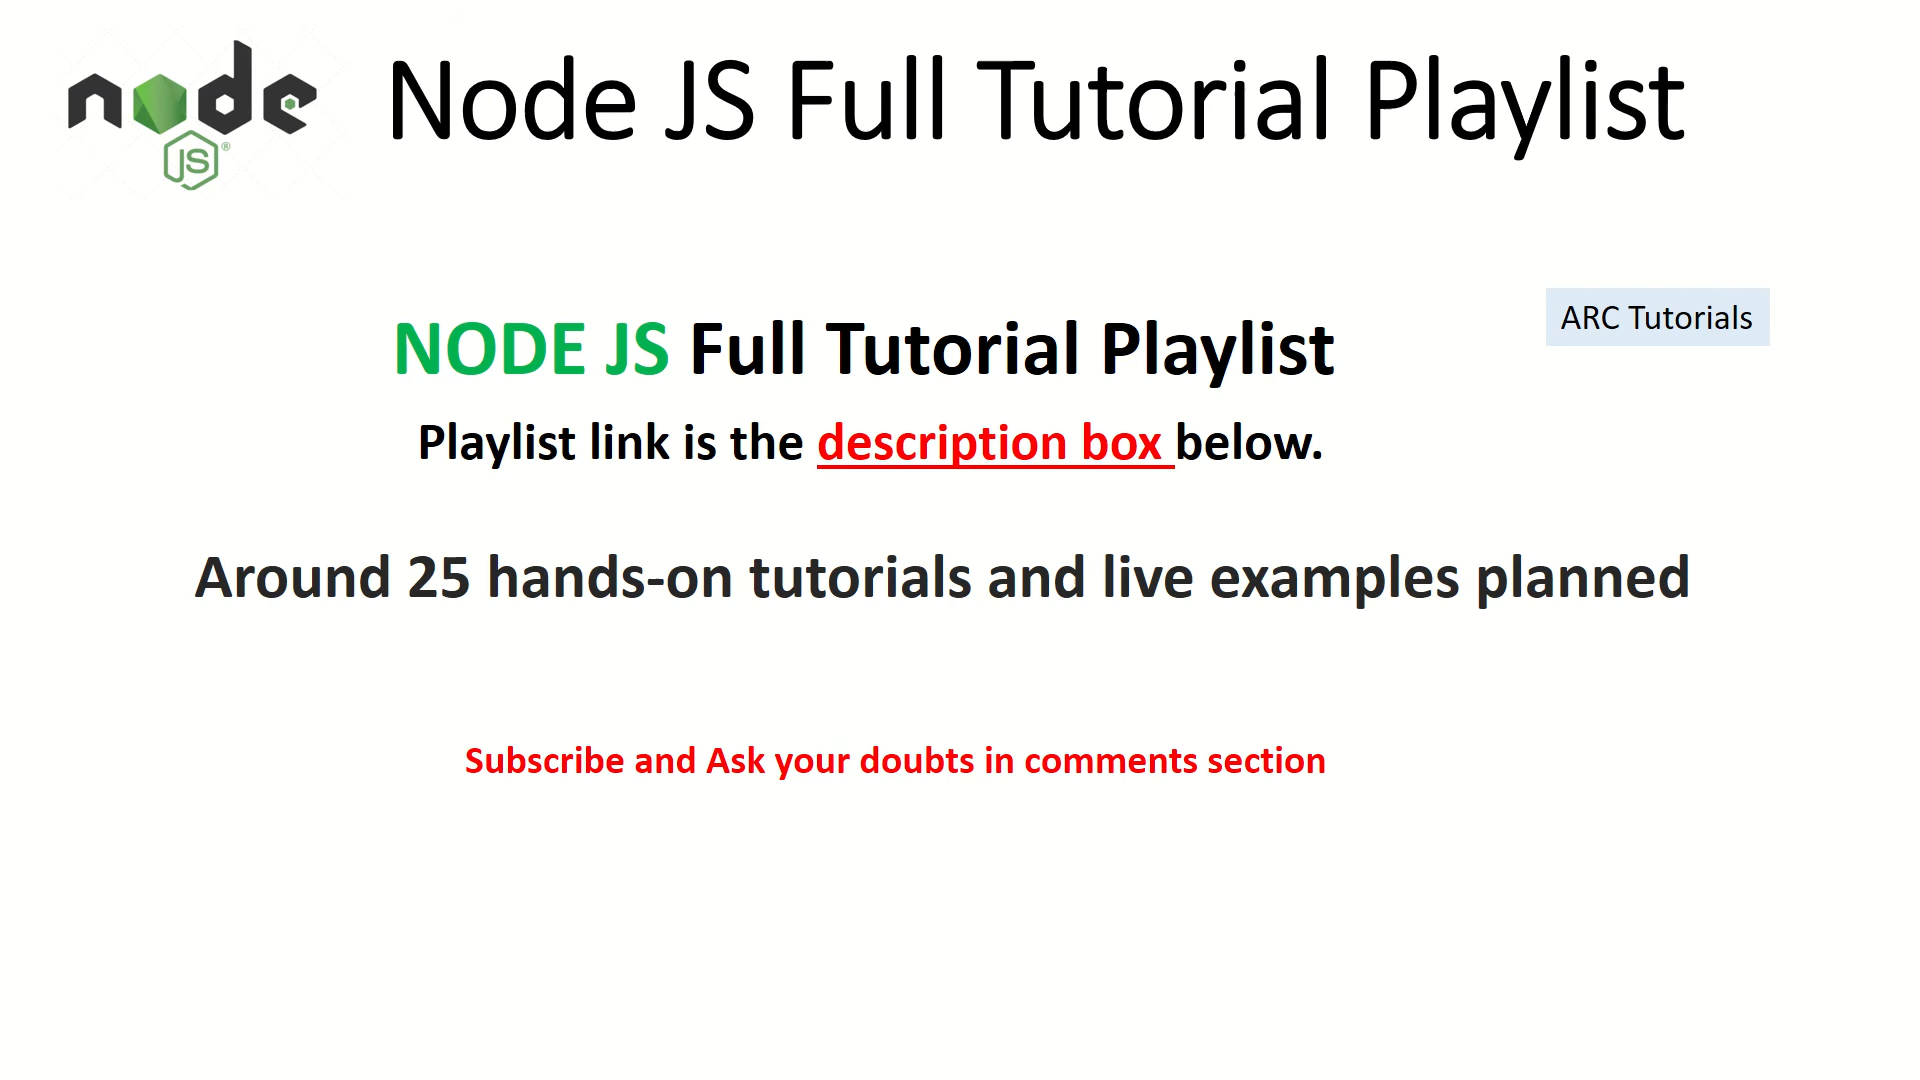 node
JS®
Node JS Full Tutorial Playlist
ARC Tutorials
NODE JS Full Tutorial Playlist
Playlist link is the description box below.
Around 25 hands-on tutorials and live examples planned
Subscribe and Ask your doubts in comments section